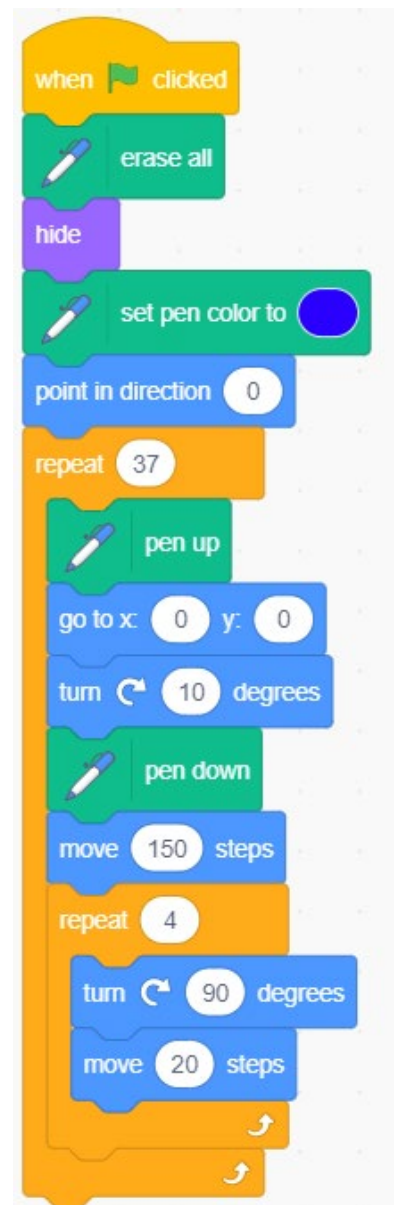 when clicked
erase all
hide
set pen color to
point in direction 0
repeat 37
pen up
go to x: 0 y: 0
turn 10 degrees
pen down
move 150 steps
repeat 4
turn 90 degrees
move 20 steps